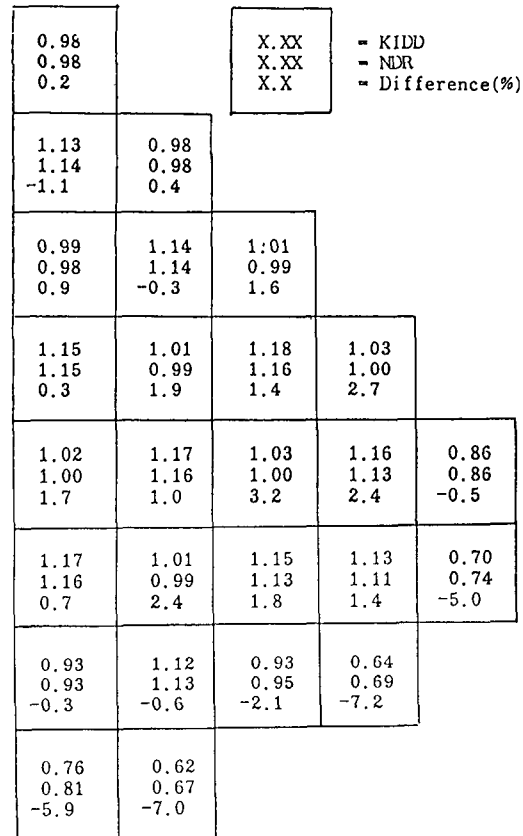 0.98 X.XX = KIDD
0.98 X.XX = NDR
0.2 X.X = Difference(%)
1.13 0.98
1.14 0.98
-1.1 0.4
0.99 1.14 1:01
0.98 1.14 0.99
0.9 -0.3 1.6
1.15 1.01 1.18 1.03
1.15 0.99 1.16 1.00
0.3 1.9 1.4 2.7
1.02 1.17 1.03 1.16 0.86
1.00 1.16 1.00 1.13 0.86
1.7 1.0 3.2 2.4 -0.5
1.17 1.01 1.15 1.13 0.70
1.16 0.99 1.13 1.11 0.74
0.7 2.4 1.8 1.4 -5.0
0.93 1.12 0.93 0.64
0.93 1.13 0.95 0.69
-0.3 -0.6 -2.1 -7.2
0.76 0.62
0.81 0.67
-5.9 -7.0